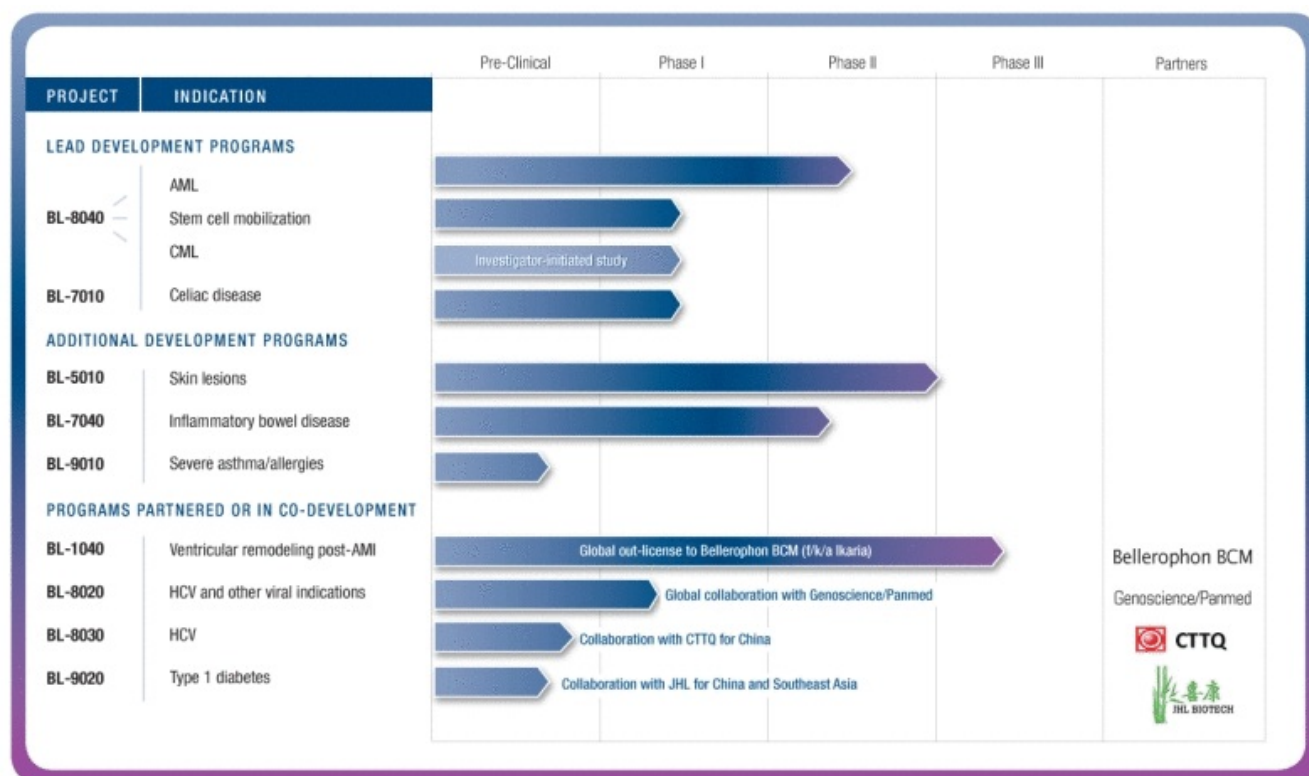 Pre-Clinical Phase I Phase II Phase III Partners
PROJECT INDICATION
LEAD DEVELOPMENT PROGRAMS
AML
BL-8040 Stem cell mobilization
CML Investigator-initiated study
BL-7010 Celiac disease
ADDITIONAL DEVELOPMENT PROGRAMS
BL-5010 Skin lesions
BL-7040 Inflammatory bowel disease
BL-9010 Severe asthma/allergies
PROGRAMS PARTNERED OR IN CO-DEVELOPMENT
BL-1040 Ventricular remodeling post-AMI Global out-license to Bellerophon BCM (f/k/a Ikaria) Bellerophon BCM
BL-8020 HCV and other viral indications Global collaboration with Genoscience/Panmed Genoscience/Panmed
BL-8030 HCV Collaboration with CTTQ for China CTTQ
BL-9020 Type 1 diabetes Collaboration with JHL for China and Southeast Asia 喜康
JHL BIOTECH